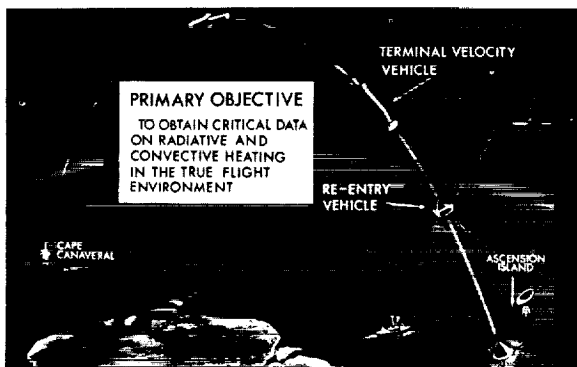 TERMINAL VELOCITY
VEHICLE
PRIMARY OBJECTIVE
TO OBTAIN CRITICAL DATA
ON RADIATIVE AND
CONVECTIVE HEATING
IN THE TRUE FLIGHT
ENVIRONMENT
RE-ENTRY
VEHICLE
CAPE
CANAVERAL
ASCENSION
ISLAND